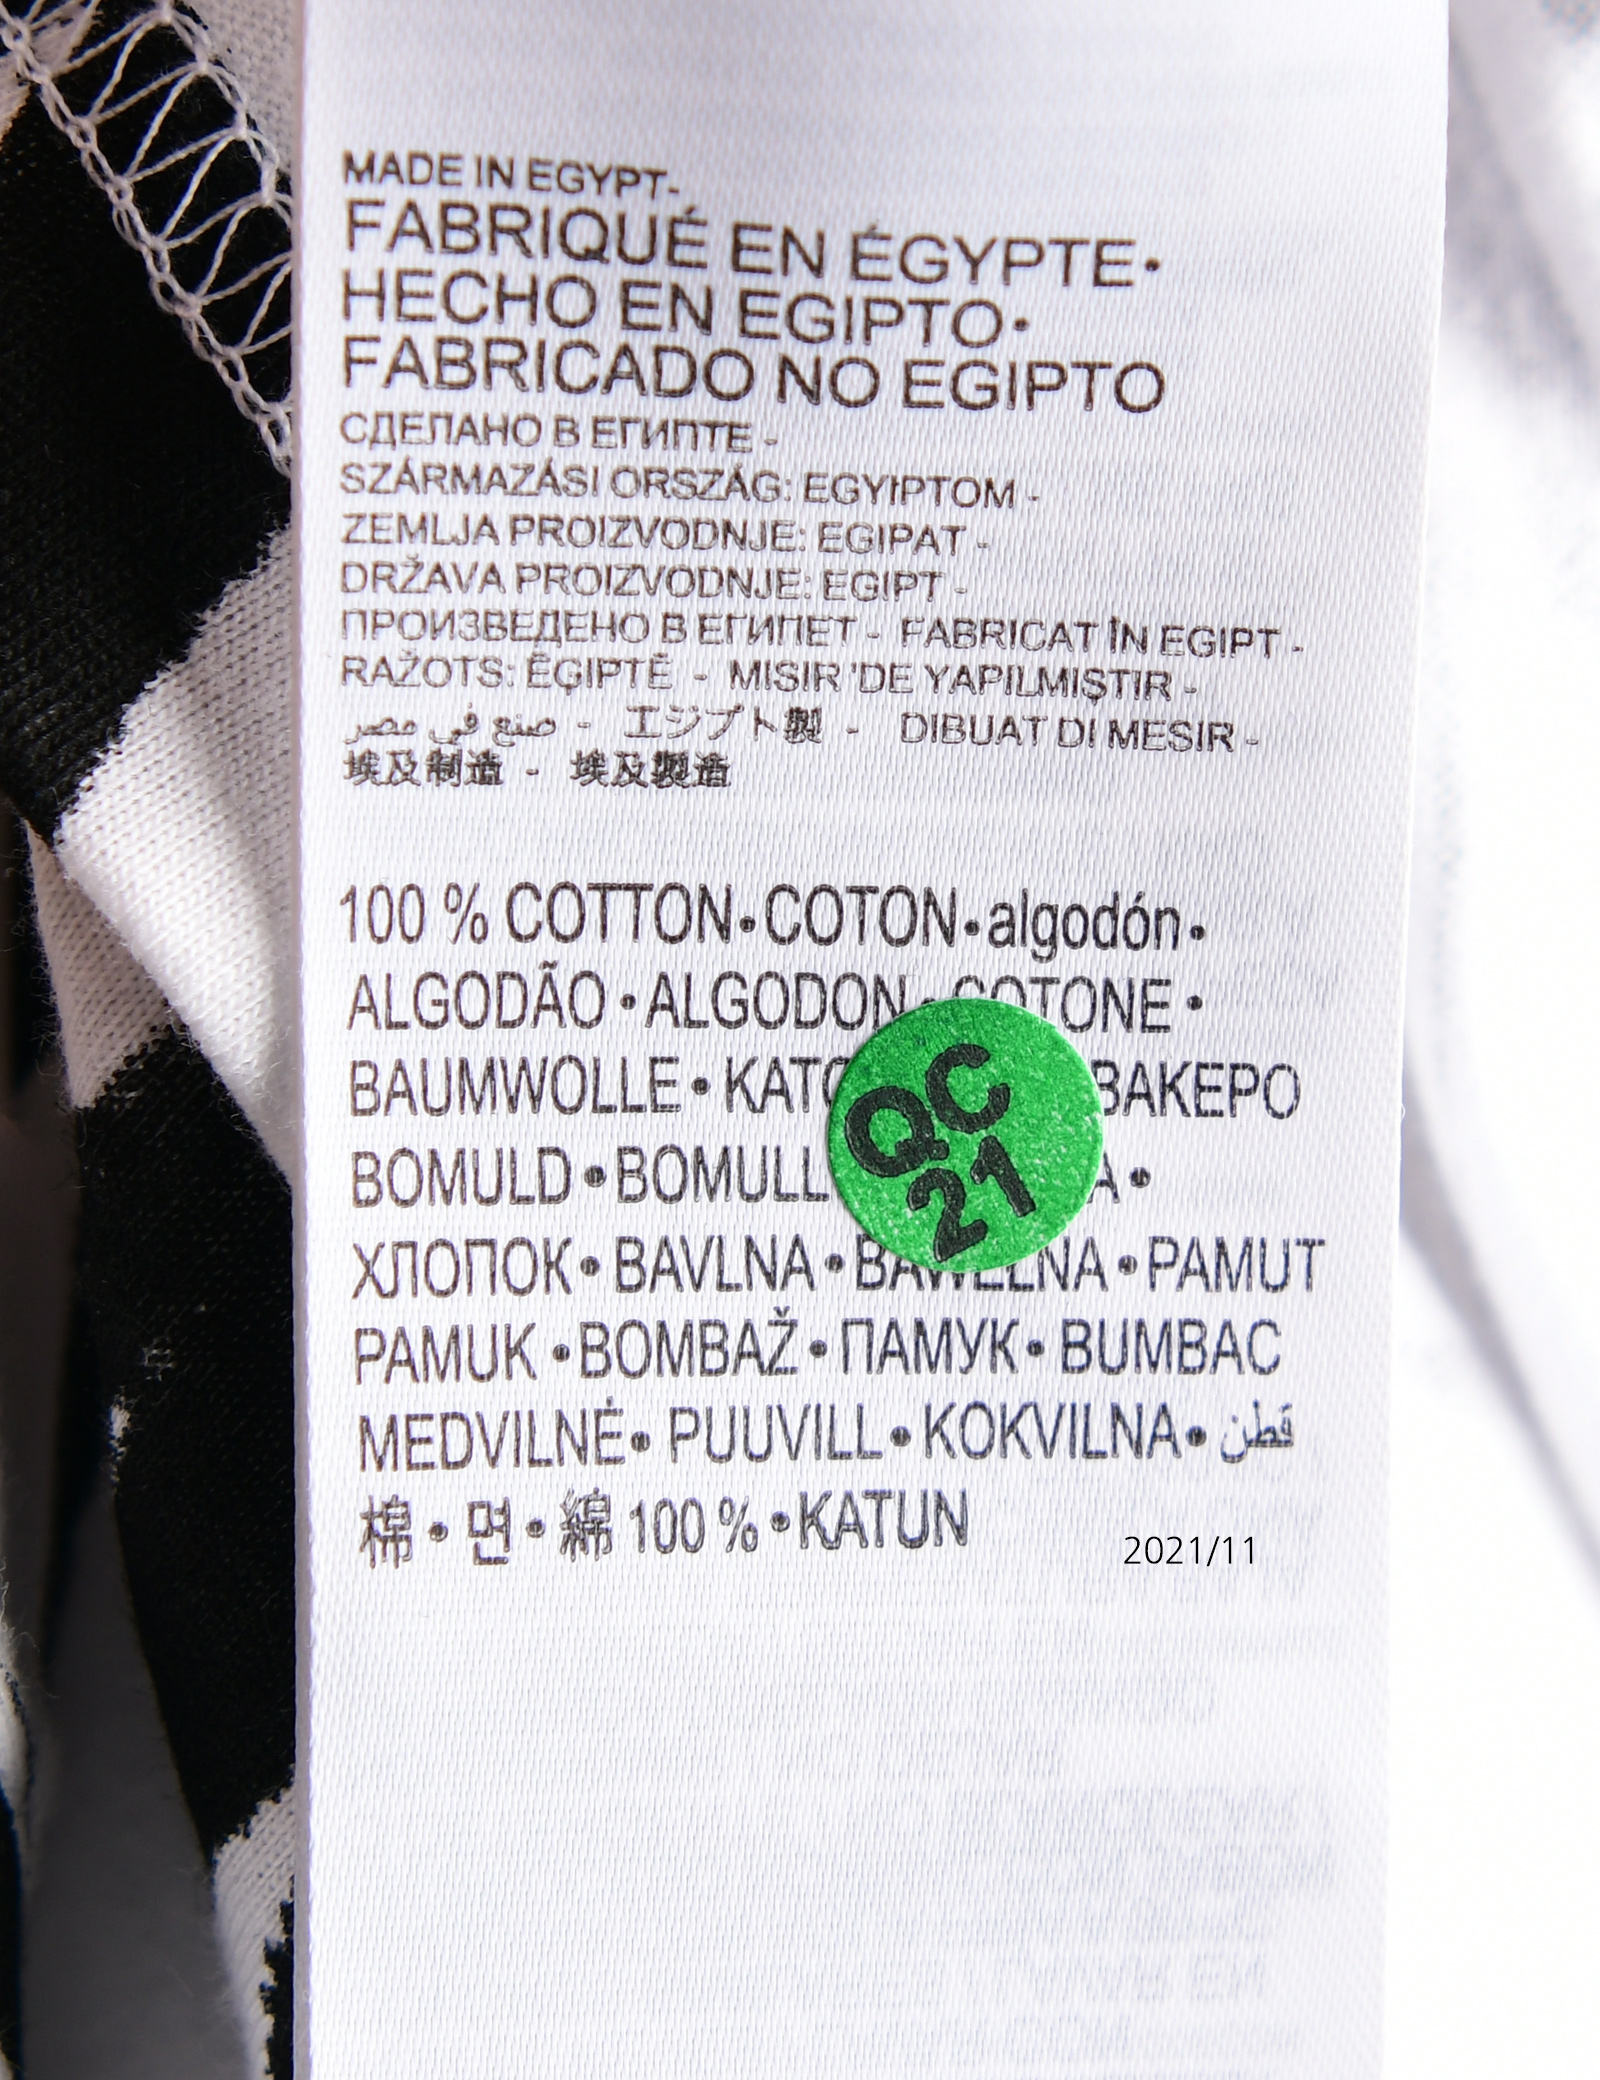 MADE IN EGYPT-
FABRIQUÉ EN ÉGYPTE•
HECHO EN EGIPTO•
FABRICADO NO EGIPTO
СДЕЛАНО В ЕГИПТЕ -
SZÁRMAZÁSI ORSZÁG: EGYIPTOM -
ZEMLJA PROIZVODNJE: EGIPAT -
DRŽAVA PROIZVODNJE: EGIPT -
ПРОИЗВЕДЕНО В ЕГИПЕТ - FABRICAT ÎN EGIPT -
RAŽOTS: ĒĢIPTĒ - MISIR 'DE YAPILMIŞTIR -
صنع في مصر - エジプト製 - DIBUAT DI MESIR -
埃及制造 - 埃及製造
100 % COTTON•COTON•algodón•
ALGODÃO•ALGODON•COTONE•
BAUMWOLLE• ΒΑΚΕΡΟ
BOMULD•BOMULL •
ХЛОПОК•BAVLNA•BAWEŁNA•PAMUT
PAMUK•BOMBAŽ•ПАМУК•BUMBAC
MEDVILNĖ•PUUVILL•KOKVILNA•قطن
棉•면•綿 100 %•KATUN
QC
21
2021/11